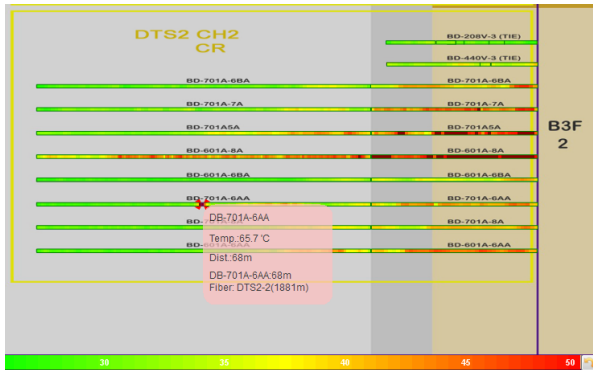 DTS2 CH2
CR
BD-208V-3 (TIE)
BD-440V-3 (TIE)
BD-701A-6BA BD-701A-6BA
BD-701A-7A BD-701A-7A
BD-701A5A BD-701A5A
B3F
2
BD-601A-8A BD-601A-8A
BD-601A-6BA BD-601A-6BA
BD-701A-6AA BD-701A-6AA
DB-701A-6AA
BD-701A-8A
Temp.:65.7 °C
BD-601A-6AA BD-601A-6AA
Dist.:68m
DB-701A-6AA:68m
Fiber: DTS2-2(1881m)
30 35 40 45 50